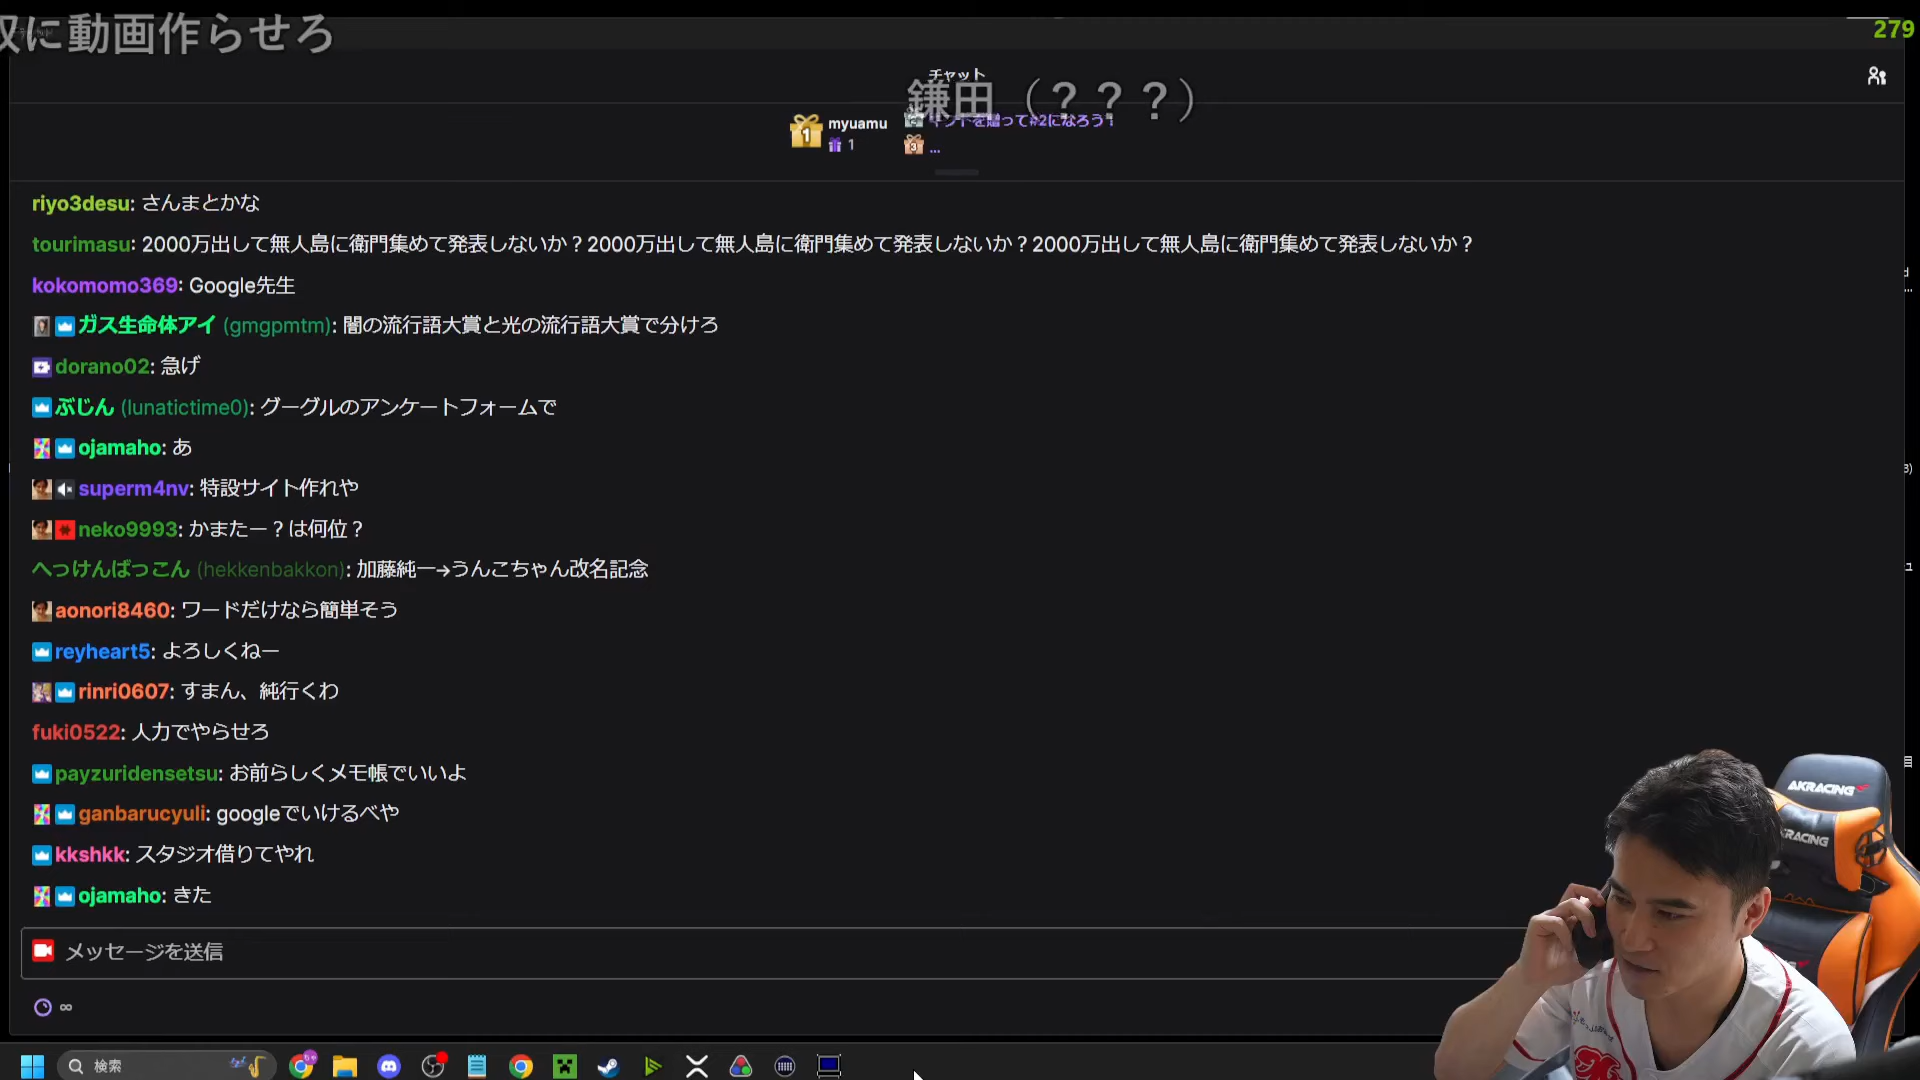 に動画作らせろ
279
チャット
鎌田（？？？）
myuamu
1
ギフトを贈って#2になろう！
...
riyo3desu: さんまとかな
tourimasu: 2000万出して無人島に衛門集めて発表しないか？2000万出して無人島に衛門集めて発表しないか？2000万出して無人島に衛門集めて発表しないか？
kokomomo369: Google先生
ガス生命体アイ (gmgpmtm): 闇の流行語大賞と光の流行語大賞で分けろ
dorano02: 急げ
ぶじん (lunatictime0): グーグルのアンケートフォームで
ojamaho: あ
superm4nv: 特設サイト作れや
neko9993: かまたー？は何位？
へっけんばっこん (hekkenbakkon): 加藤純一→うんこちゃん改名記念
aonori8460: ワードだけなら簡単そう
reyheart5: よろしくねー
rinri0607: すまん、純行くわ
fuki0522: 人力でやらせろ
payzuridensetsu: お前らしくメモ帳でいいよ
ganbarucyuli: googleでいけるべや
kkshkk: スタジオ借りてやれ
ojamaho: きた
メッセージを送信
∞
AKRACING
検索